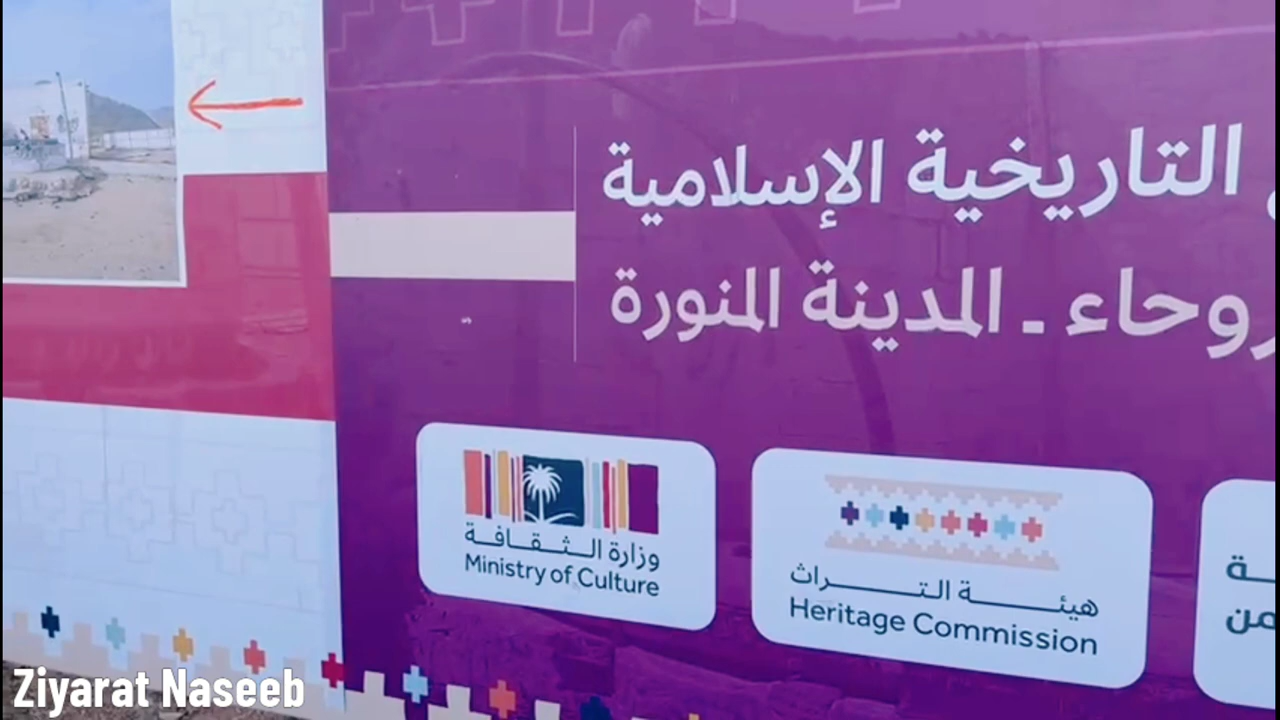 التاريخية الإسلامية
روحاء - المدينة المنورة
وزارة الثقافة
Ministry of Culture
هيئة التراث
Heritage Commission
Ziyarat Naseeb